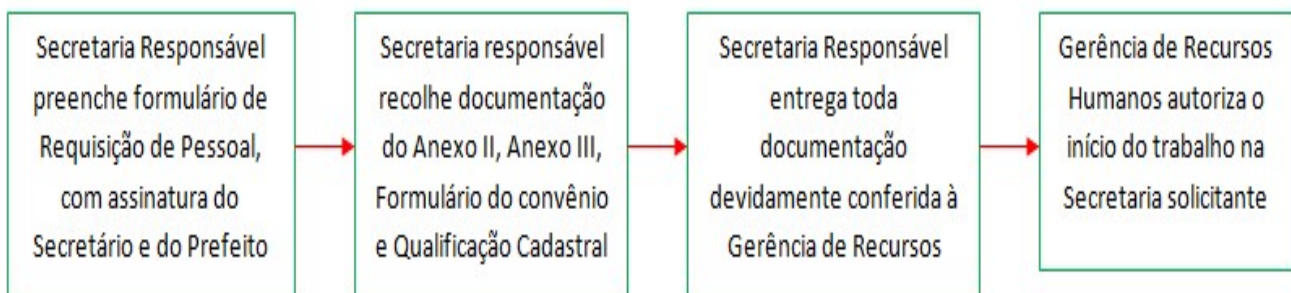 Secretaria Responsável
preenche formulário de
Requisição de Pessoal,
com assinatura do
Secretário e do Prefeito
Secretaria responsável
recolhe documentação
do Anexo II, Anexo III,
Formulário do convênio
e Qualificação Cadastral
Secretaria Responsável
entrega toda
documentação
devidamente conferida à
Gerência de Recursos
Gerência de Recursos
Humanos autoriza o
início do trabalho na
Secretaria solicitante